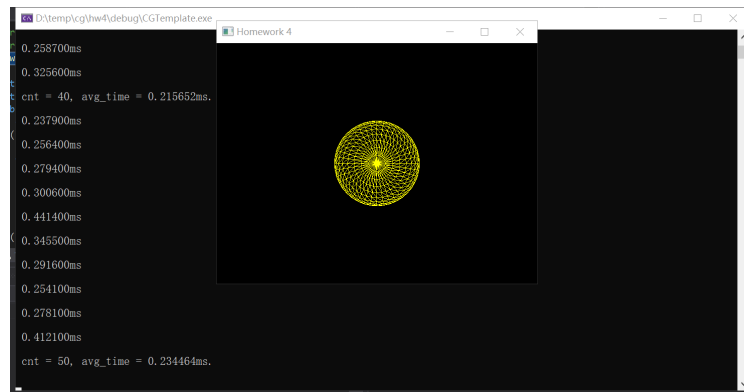 D:\temp\cg\hw4\debug\CGTemplate.exe
Homework 4
0.258700ms
0.325600ms
cnt = 40, avg_time = 0.215652ms.
0.237900ms
0.256400ms
0.279400ms
0.300600ms
0.441400ms
0.345500ms
0.291600ms
0.254100ms
0.278100ms
0.412100ms
cnt = 50, avg_time = 0.234464ms.